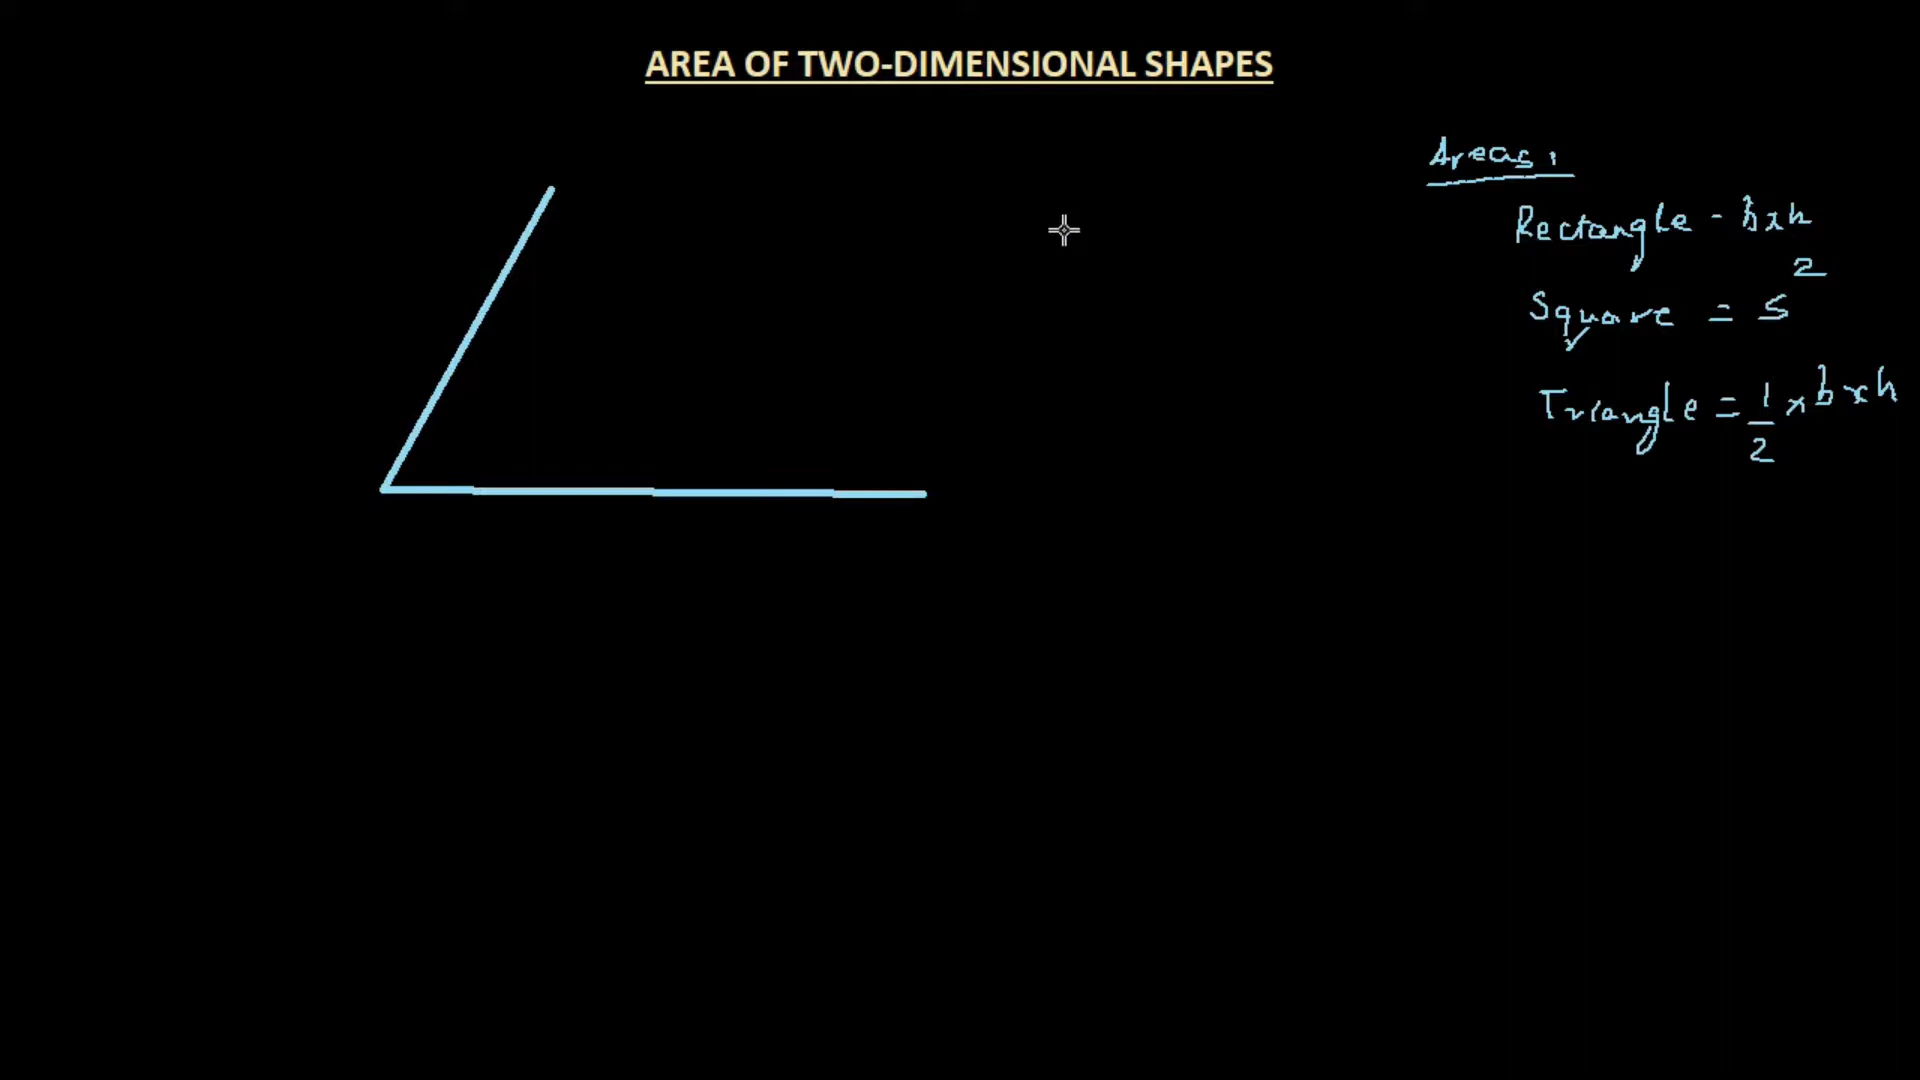 AREA OF TWO-DIMENSIONAL SHAPES
Areas:
Rectangle - b x h
Square = s²
Triangle = 1/2 x b x h